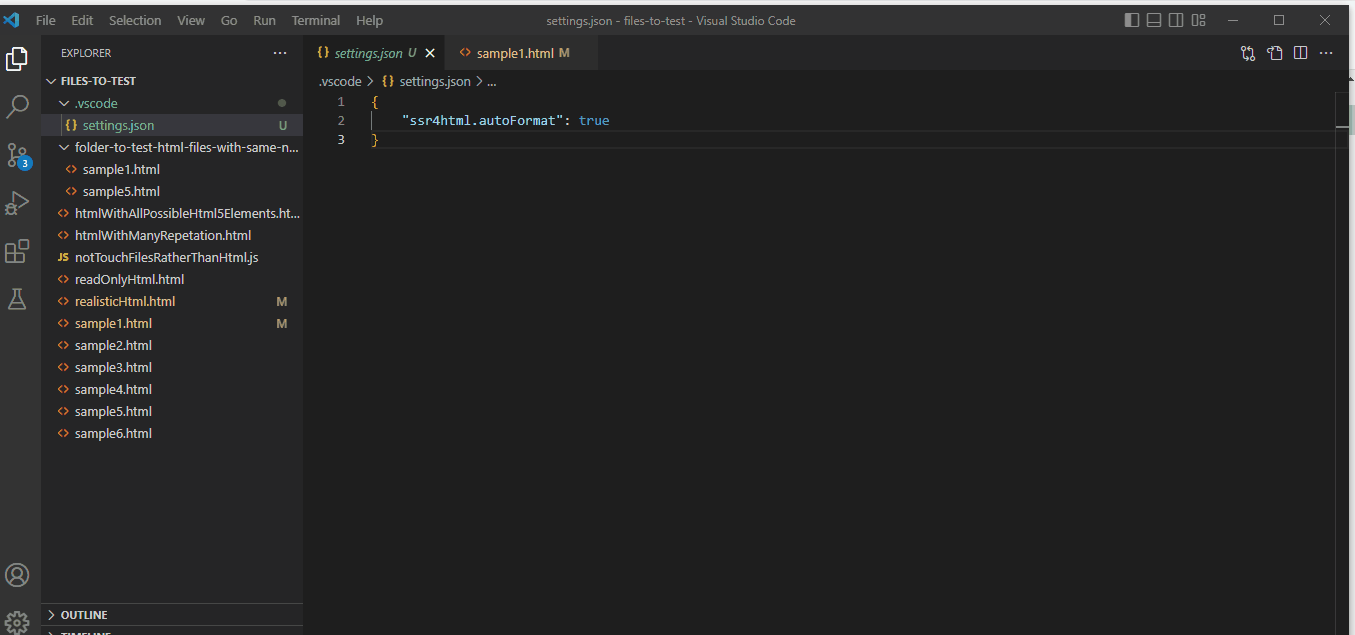 File Edit Selection View Go Run Terminal Help settings.json - files-to-test - Visual Studio Code
EXPLORER
settings.json U
sample1.html M
FILES-TO-TEST
.vscode
settings.json U
folder-to-test-html-files-with-same-n...
sample1.html
sample5.html
htmlWithAllPossibleHtml5Elements.ht...
htmlWithManyRepetation.html
JS notTouchFilesRatherThanHtml.js
readOnlyHtml.html
realisticHtml.html M
sample1.html M
sample2.html
sample3.html
sample4.html
sample5.html
sample6.html
3
OUTLINE
TIMELINE
.vscode > {} settings.json > ...
1 {
2 "ssr4html.autoFormat": true
3 }